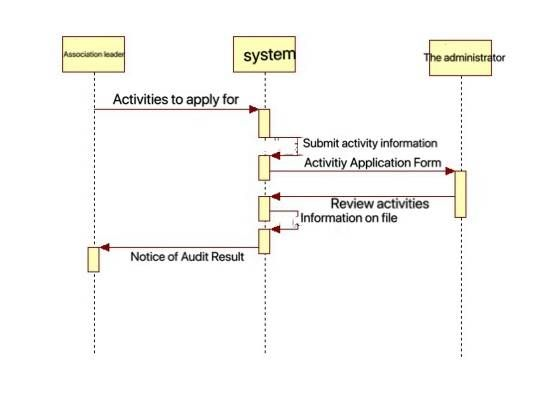 Association leader
system
The administrator
Activities to apply for
Submit activity information
Activitiy Application Form
Review activities
Information on file
Notice of Audit Result